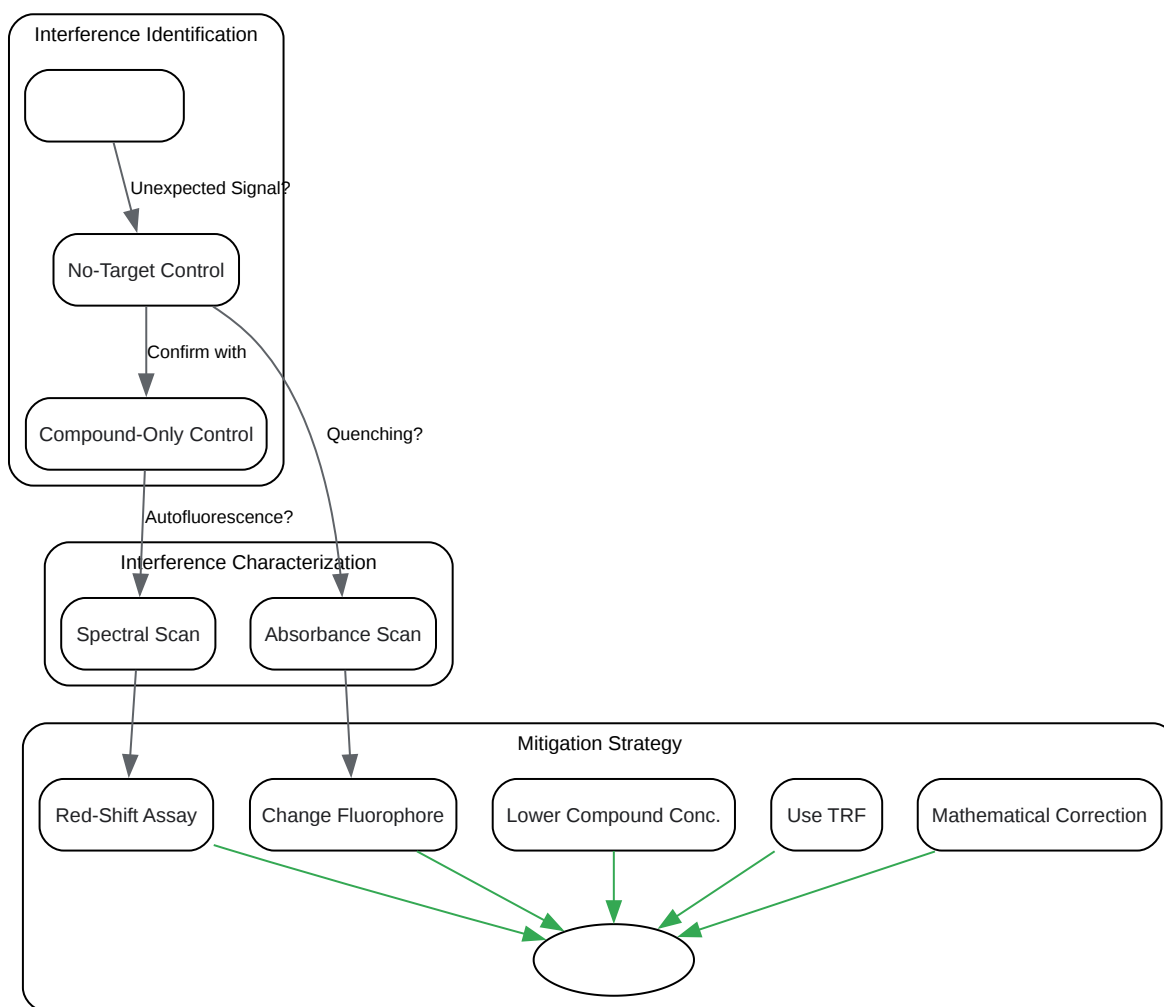 Interference Identification
Unexpected Signal?
No-Target Control
Confirm with
Compound-Only Control
Quenching?
Autofluorescence?
Interference Characterization
Spectral Scan
Absorbance Scan
Mitigation Strategy
Red-Shift Assay
Change Fluorophore
Lower Compound Conc.
Use TRF
Mathematical Correction